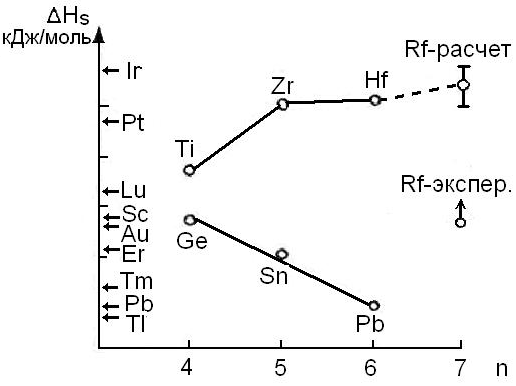 ΔHs
кДж/моль
Ir
Pt
Lu
Sc
Au
Er
Tm
Pb
Tl
Ti
Zr
Hf
Rf-расчет
Rf-экспер.
Ge
Sn
Pb
4 5 6 7 n